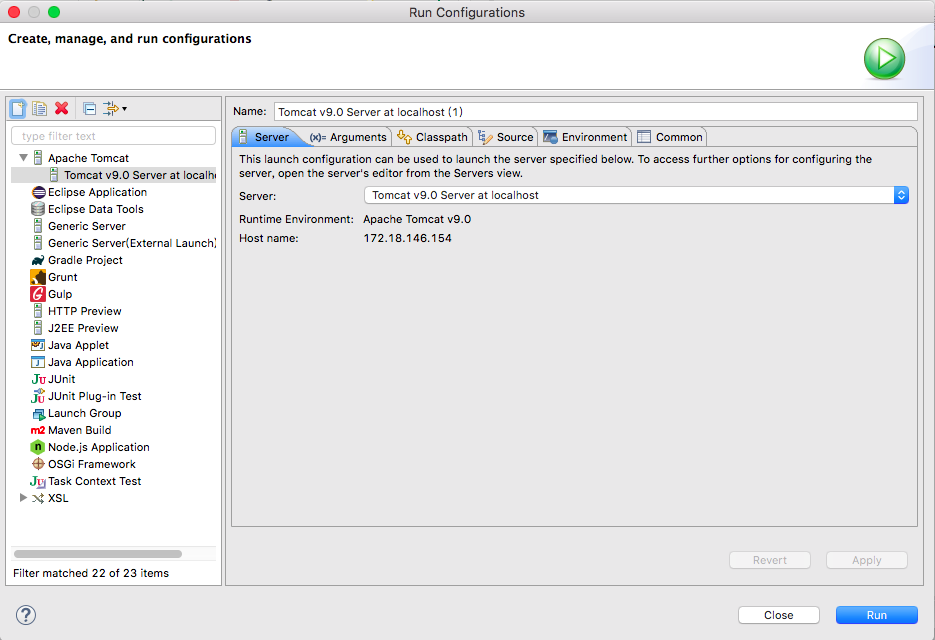 Run Configurations
Create, manage, and run configurations
type filter text
Apache Tomcat
Tomcat v9.0 Server at localh
Eclipse Application
Eclipse Data Tools
Generic Server
Generic Server(External Launch)
Gradle Project
Grunt
Gulp
HTTP Preview
J2EE Preview
Java Applet
Java Application
JUnit
JUnit Plug-in Test
Launch Group
Maven Build
Node.js Application
OSGi Framework
Task Context Test
XSL
Filter matched 22 of 23 items
Name: Tomcat v9.0 Server at localhost (1)
Server (x)= Arguments Classpath Source Environment Common
This launch configuration can be used to launch the server specified below. To access further options for configuring the
server, open the server's editor from the Servers view.
Server: Tomcat v9.0 Server at localhost
Runtime Environment: Apache Tomcat v9.0
Host name: 172.18.146.154
Revert Apply
? Close Run